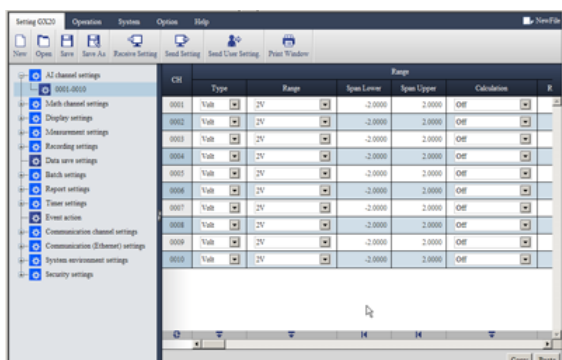 Setting GX20 Operation System Option Help NewFile
New Open Save Save As Receive Setting Send Setting Send User Setting. Print Window
AI channel settings
0001-0010
Math channel settings
Display settings
Measurement settings
Recording settings
Data save settings
Batch settings
Report settings
Timer settings
Event action
Communication channel settings
Communication (Ethernet) settings
System environment settings
Security settings
CH Range
Type Range Span Lower Span Upper Calculation R
0001 Volt 2V -2.0000 2.0000 Off
0002 Volt 2V -2.0000 2.0000 Off
0003 Volt 2V -2.0000 2.0000 Off
0004 Volt 2V -2.0000 2.0000 Off
0005 Volt 2V -2.0000 2.0000 Off
0006 Volt 2V -2.0000 2.0000 Off
0007 Volt 2V -2.0000 2.0000 Off
0008 Volt 2V -2.0000 2.0000 Off
0009 Volt 2V -2.0000 2.0000 Off
0010 Volt 2V -2.0000 2.0000 Off